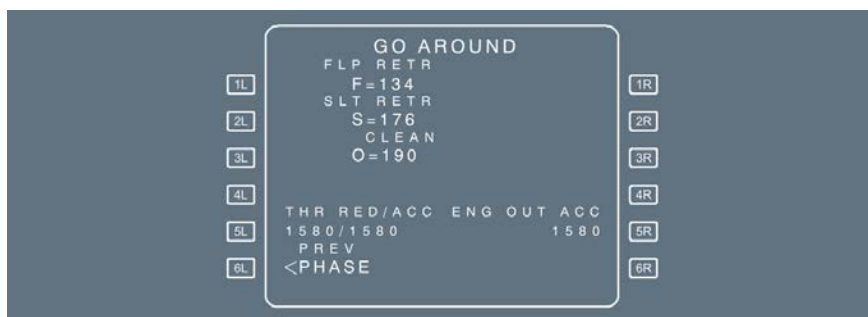 GO AROUND
FLP RETR
1L F=134 1R
SLT RETR
2L S=176 2R
CLEAN
3L O=190 3R
4L 4R
THR RED/ACC ENG OUT ACC
5L 1580/1580 1580 5R
PREV
6L <PHASE 6R